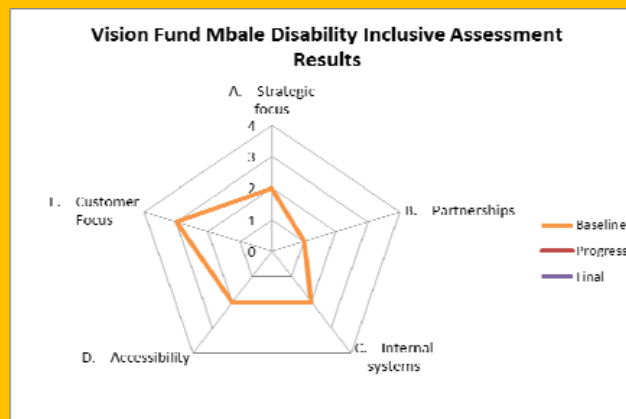 Vision Fund Mbale Disability Inclusive Assessment
Results
A. Strategic
focus
4
3
2
1
0
B. Partnerships
C. Internal
systems
D. Accessibility
E. Customer
Focus
Baseline
Progress
Final